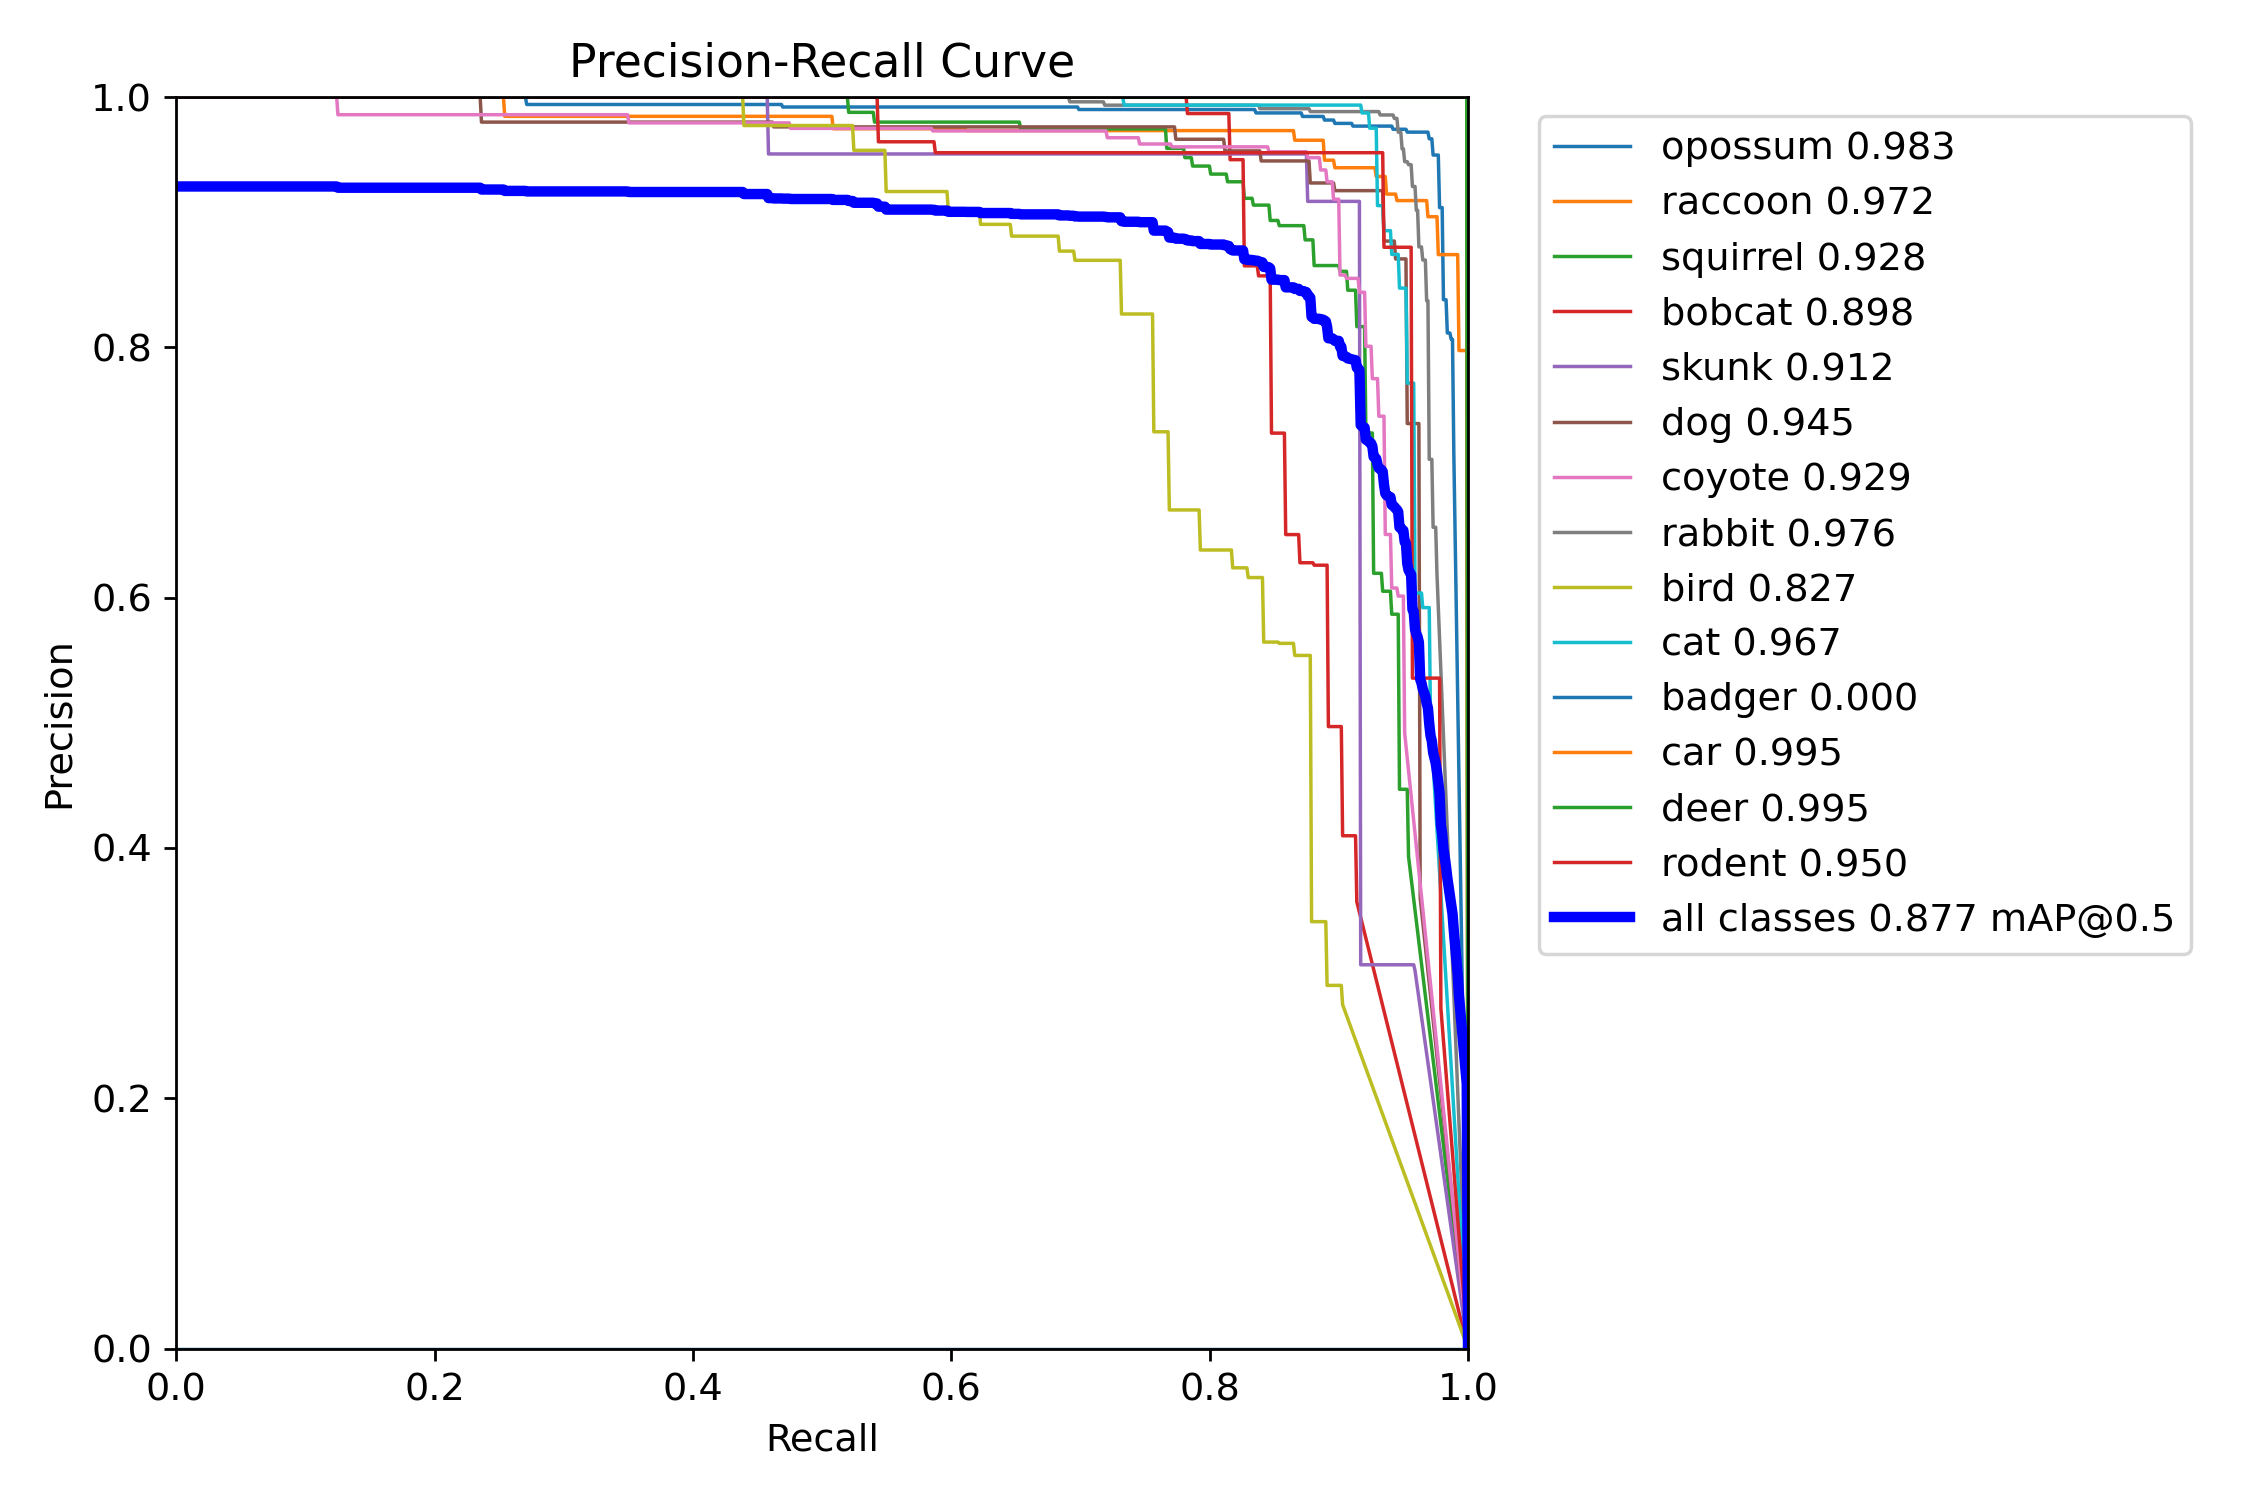 Precision-Recall Curve
1.0
0.8
0.6
0.4
0.2
0.0
Precision
0.0 0.2 0.4 0.6 0.8 1.0
Recall
opossum 0.983
raccoon 0.972
squirrel 0.928
bobcat 0.898
skunk 0.912
dog 0.945
coyote 0.929
rabbit 0.976
bird 0.827
cat 0.967
badger 0.000
car 0.995
deer 0.995
rodent 0.950
all classes 0.877 mAP@0.5